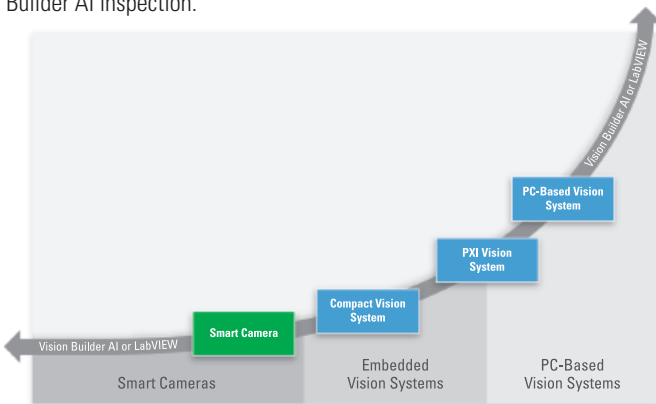 Builder AI inspection.
Vision Builder AI or LabVIEW
PC-Based Vision
System
PXI Vision
System
Compact Vision
System
Smart Camera
Vision Builder AI or LabVIEW
Smart Cameras
Embedded
Vision Systems
PC-Based
Vision Systems